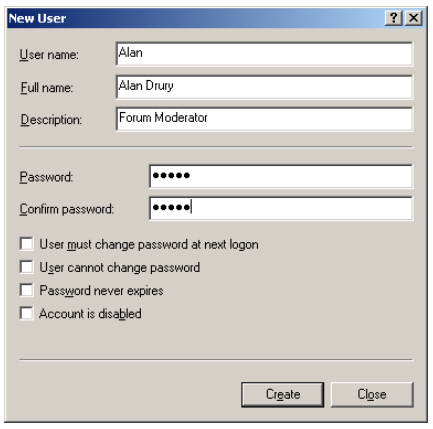 New User
User name: Alan
Full name: Alan Drury
Description: Forum Moderator
Password: ●●●●●
Confirm password: ●●●●●
User must change password at next logon
User cannot change password
Password never expires
Account is disabled
Create Close